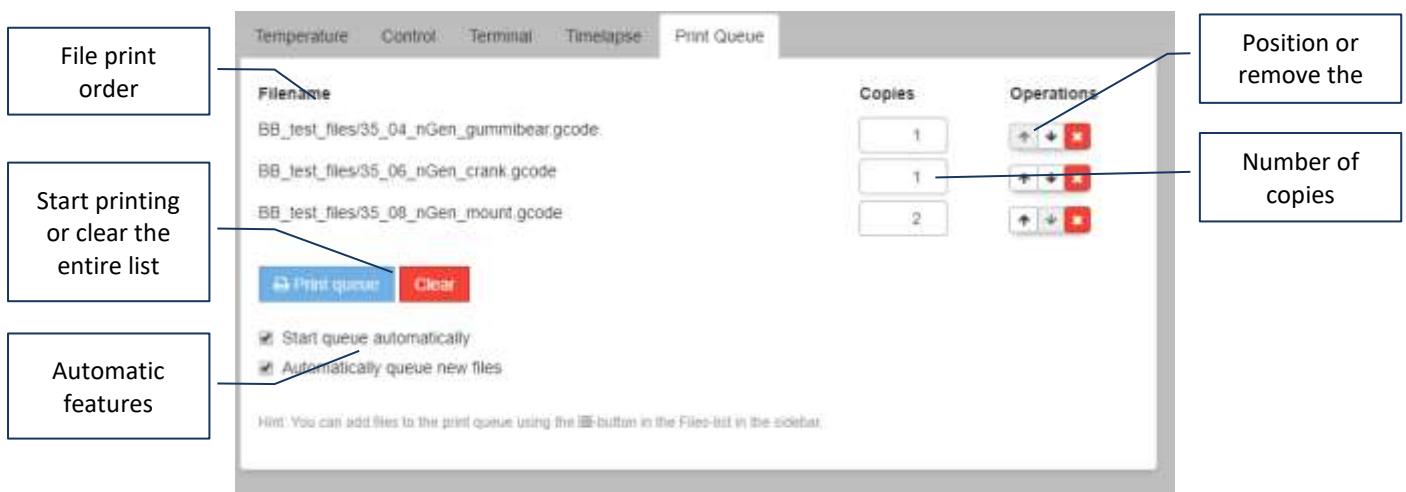 File print
order
Start printing
or clear the
entire list
Automatic
features
Temperature Control Terminal Timelapse Print Queue
Filename Copies Operations
BB_test_files/35_04_nGen_gummibear.gcode 1
BB_test_files/35_06_nGen_crank.gcode 1
BB_test_files/35_08_nGen_mount.gcode 2
Print queue Clear
Start queue automatically
Automatically queue new files
Hint: You can add files to the print queue using the -button in the Files-list in the sidebar.
Position or
remove the
Number of
copies